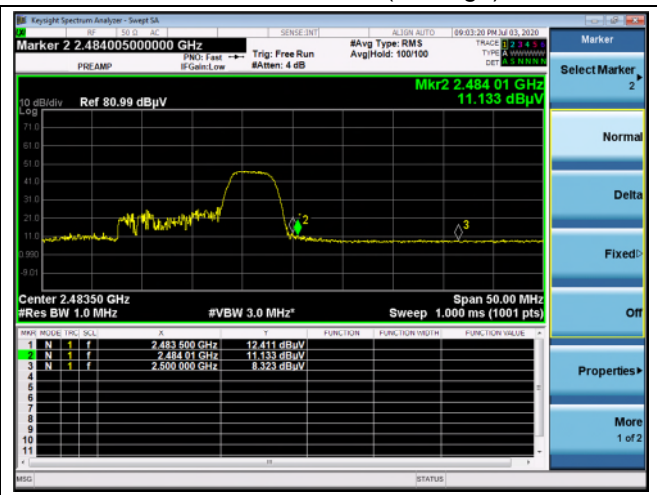 Keysight Spectrum Analyzer - Swept SA
RF 50 Ω AC SENSE:INT ALIGN AUTO 09:03:20 PM Jul 03, 2020
Marker 2 2.484005000000 GHz
PREAMP
PNO: Fast
IFGain:Low
Trig: Free Run
#Atten: 4 dB
#Avg Type: RMS
Avg|Hold: 100/100
TRACE 1 2 3 4 5 6
TYPE A WWWWW
DET A S N N N N
Mkr2 2.484 01 GHz
11.133 dBµV
10 dB/div Ref 80.99 dBµV
Log
71.0
61.0
51.0
41.0
31.0
21.0
11.0
0.990
-9.01
2
3
Center 2.48350 GHz Span 50.00 MHz
#Res BW 1.0 MHz #VBW 3.0 MHz* Sweep 1.000 ms (1001 pts)
MKR MODE TRC SCL X Y FUNCTION FUNCTION WIDTH FUNCTION VALUE
1 N 1 f 2.483 500 GHz 12.411 dBµV
2 N 1 f 2.484 01 GHz 11.133 dBµV
3 N 1 f 2.500 000 GHz 8.323 dBµV
4
5
6
7
8
9
10
11
MSG STATUS
Marker
Select Marker
2
Normal
Delta
Fixed
Off
Properties
More
1 of 2